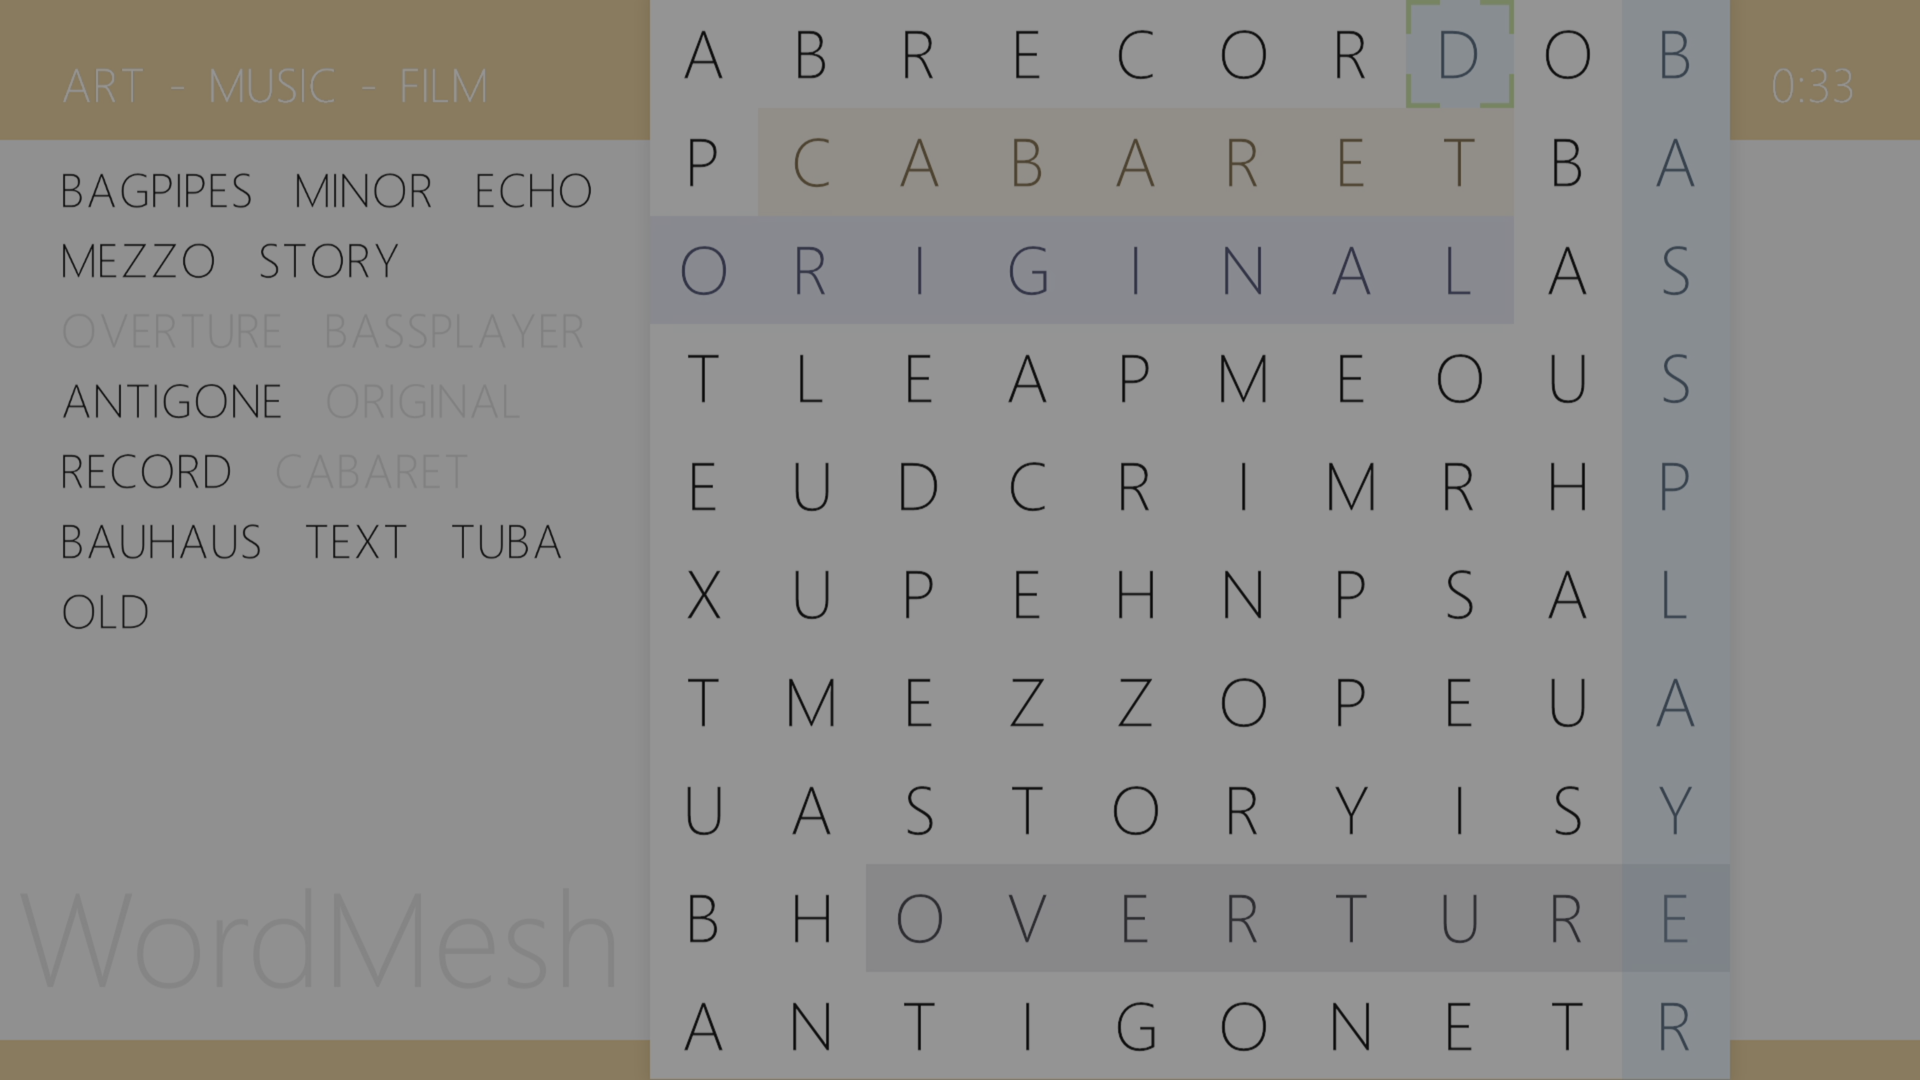 ART - MUSIC - FILM
0:33
BAGPIPES MINOR ECHO
MEZZO STORY
OVERTURE BASSPLAYER
ANTIGONE ORIGINAL
RECORD CABARET
BAUHAUS TEXT TUBA
OLD
WordMesh
A B R E C O R D O B
P C A B A R E T B A
O R I G I N A L A S
T L E A P M E O U S
E U D C R I M R H P
X U P E H N P S A L
T M E Z Z O P E U A
U A S T O R Y I S Y
B H O V E R T U R E
A N T I G O N E T R